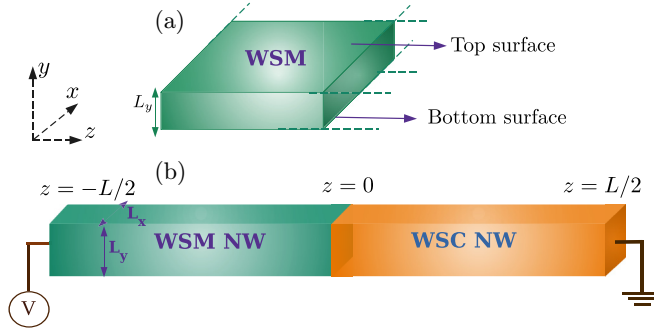 (a)
WSM
Top surface
y
x
z
L_y
Bottom surface
(b)
z = −L/2
z = 0
z = L/2
L_x
L_y
WSM NW
WSC NW
V